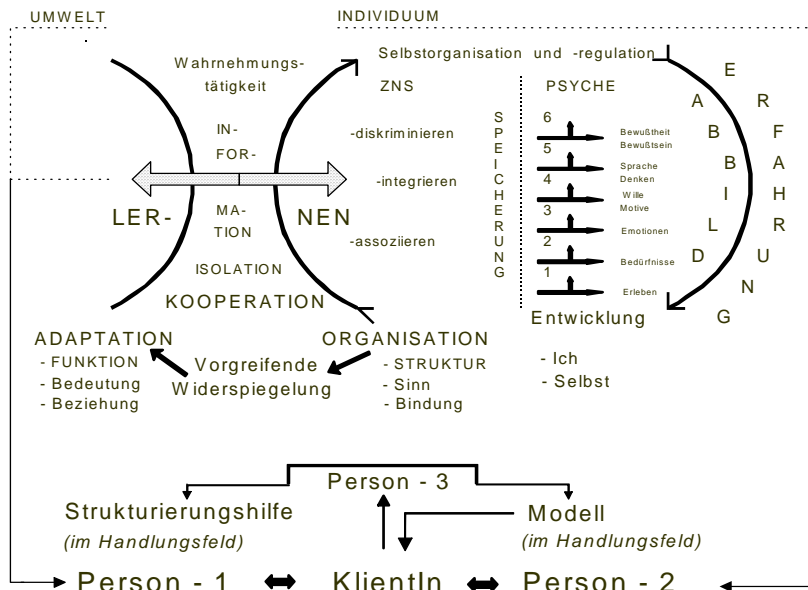 UMWELT
INDIVIDUUM
Wahrnehmungs-
tätigkeit
Selbstorganisation und -regulation
ZNS
PSYCHE
IN-
FOR-
MA-
TION
LER-
NEN
ISOLATION
KOOPERATION
-diskriminieren
-integrieren
-assoziieren
SPEICHERUNG
6
Bewußtheit
Bewußtsein
5
Sprache
Denken
4
Wille
Motive
3
Emotionen
2
Bedürfnisse
1
Erleben
ABBILDUNG
ERFAHRUNG
Entwicklung
- Ich
- Selbst
ADAPTATION
- FUNKTION
- Bedeutung
- Beziehung
Vorgreifende
Widerspiegelung
ORGANISATION
- STRUKTUR
- Sinn
- Bindung
Person - 3
Strukturierungshilfe
(im Handlungsfeld)
Modell
(im Handlungsfeld)
Person - 1
KlientIn
Person - 2